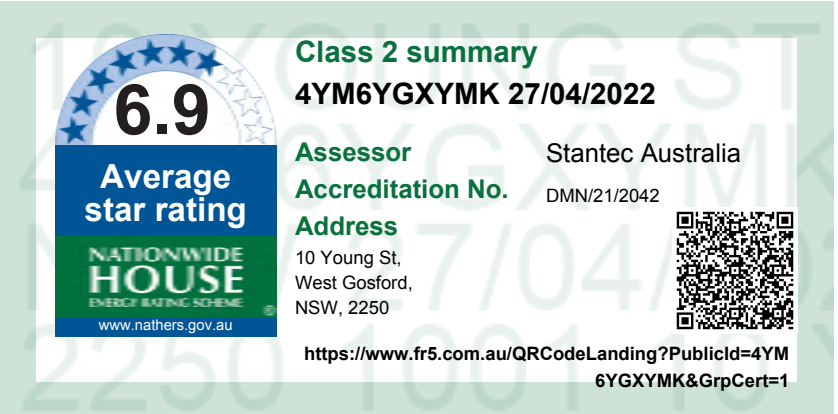 6.9
Average
star rating
NATIONWIDE
HOUSE
ENERGY RATING SCHEME
®
www.nathers.gov.au
Class 2 summary
4YM6YGXYMK 27/04/2022
Assessor Stantec Australia
Accreditation No. DMN/21/2042
Address
10 Young St,
West Gosford,
NSW, 2250
https://www.fr5.com.au/QRCodeLanding?PublicId=4YM
6YGXYMK&GrpCert=1